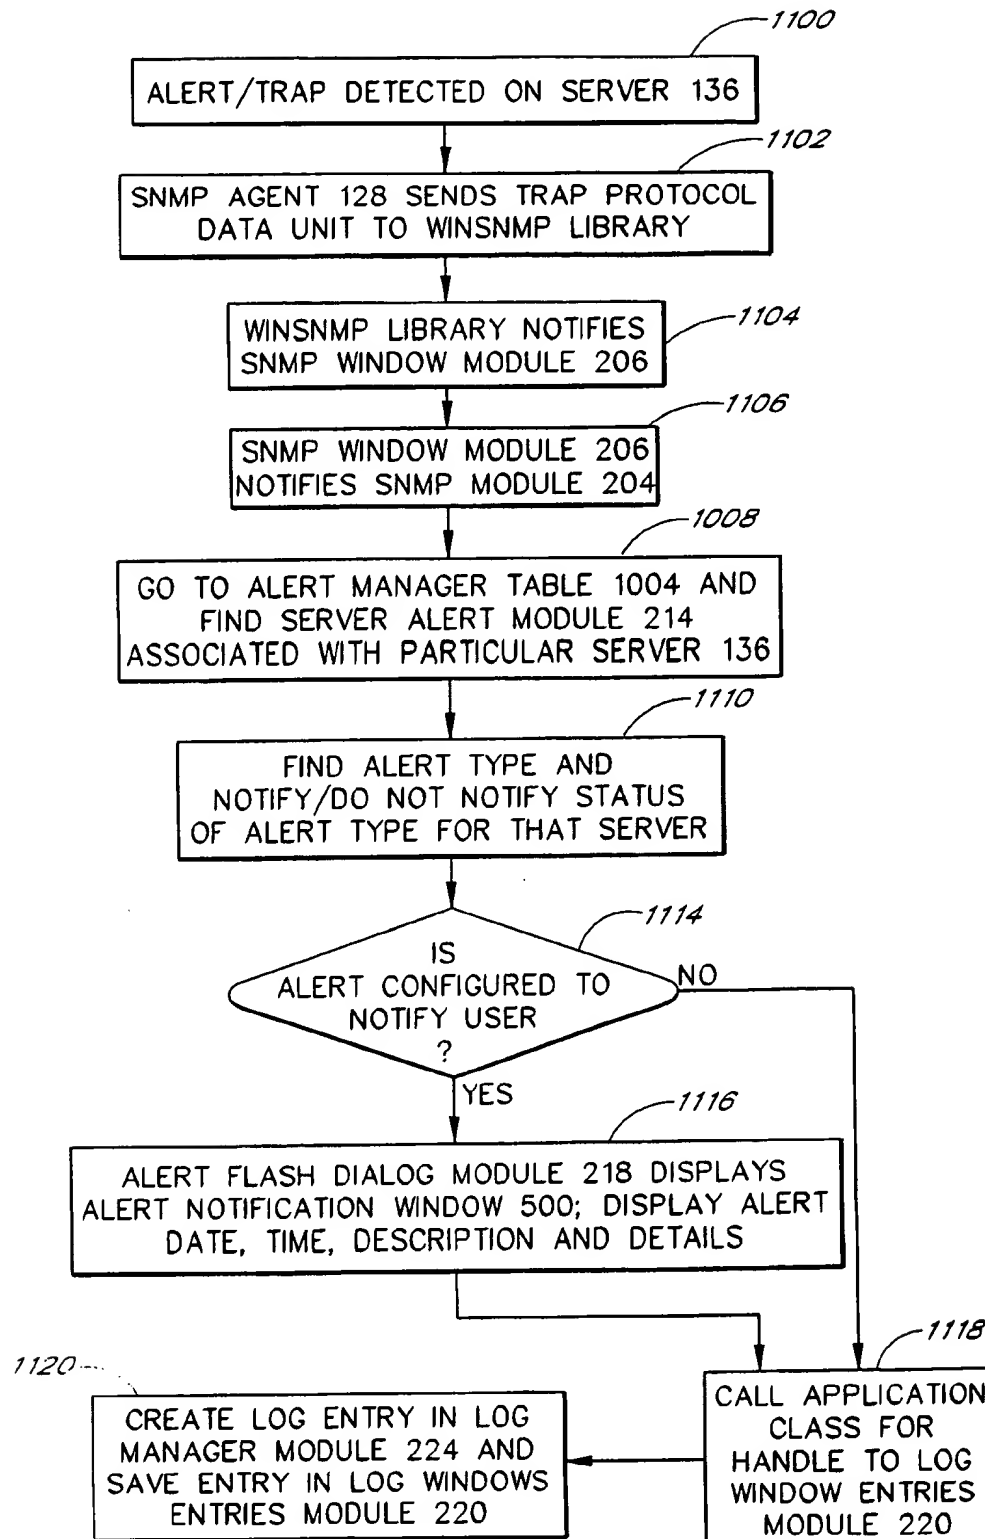 1100
ALERT/TRAP DETECTED ON SERVER 136
1102
SNMP AGENT 128 SENDS TRAP PROTOCOL
DATA UNIT TO WINSNMP LIBRARY
1104
WINSNMP LIBRARY NOTIFIES
SNMP WINDOW MODULE 206
1106
SNMP WINDOW MODULE 206
NOTIFIES SNMP MODULE 204
1008
GO TO ALERT MANAGER TABLE 1004 AND
FIND SERVER ALERT MODULE 214
ASSOCIATED WITH PARTICULAR SERVER 136
1110
FIND ALERT TYPE AND
NOTIFY/DO NOT NOTIFY STATUS
OF ALERT TYPE FOR THAT SERVER
1114
IS
ALERT CONFIGURED TO
NOTIFY USER
?
NO
YES
1116
ALERT FLASH DIALOG MODULE 218 DISPLAYS
ALERT NOTIFICATION WINDOW 500; DISPLAY ALERT
DATE, TIME, DESCRIPTION AND DETAILS
1118
CALL APPLICATION
CLASS FOR
HANDLE TO LOG
WINDOW ENTRIES
MODULE 220
1120
CREATE LOG ENTRY IN LOG
MANAGER MODULE 224 AND
SAVE ENTRY IN LOG WINDOWS
ENTRIES MODULE 220